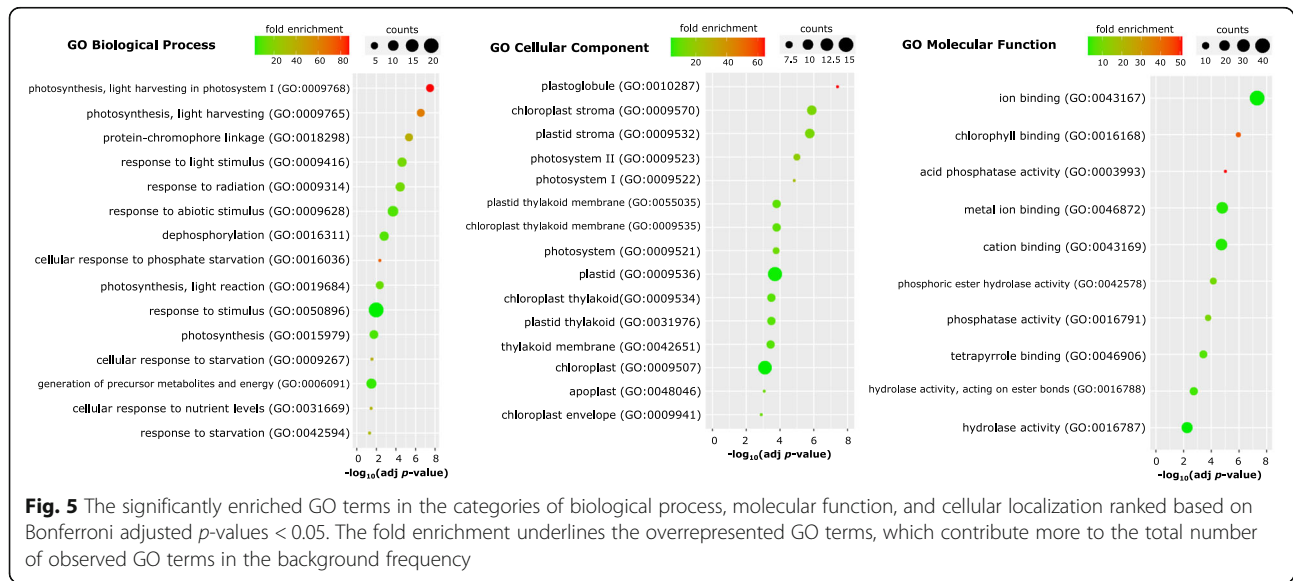 GO Biological Process
fold enrichment
20 40 60 80
counts
5 10 15 20
photosynthesis, light harvesting in photosystem I (GO:0009768)
photosynthesis, light harvesting (GO:0009765)
protein-chromophore linkage (GO:0018298)
response to light stimulus (GO:0009416)
response to radiation (GO:0009314)
response to abiotic stimulus (GO:0009628)
dephosphorylation (GO:0016311)
cellular response to phosphate starvation (GO:0016036)
photosynthesis, light reaction (GO:0019684)
response to stimulus (GO:0050896)
photosynthesis (GO:0015979)
cellular response to starvation (GO:0009267)
generation of precursor metabolites and energy (GO:0006091)
cellular response to nutrient levels (GO:0031669)
response to starvation (GO:0042594)
0 2 4 6 8
-log10(adj p-value)
GO Cellular Component
fold enrichment
20 40 60
counts
7.5 10 12.5 15
plastoglobule (GO:0010287)
chloroplast stroma (GO:0009570)
plastid stroma (GO:0009532)
photosystem II (GO:0009523)
photosystem I (GO:0009522)
plastid thylakoid membrane (GO:0055035)
chloroplast thylakoid membrane (GO:0009535)
photosystem (GO:0009521)
plastid (GO:0009536)
chloroplast thylakoid(GO:0009534)
plastid thylakoid (GO:0031976)
thylakoid membrane (GO:0042651)
chloroplast (GO:0009507)
apoplast (GO:0048046)
chloroplast envelope (GO:0009941)
0 2 4 6 8
-log10(adj p-value)
GO Molecular Function
fold enrichment
10 20 30 40 50
counts
10 20 30 40
ion binding (GO:0043167)
chlorophyll binding (GO:0016168)
acid phosphatase activity (GO:0003993)
metal ion binding (GO:0046872)
cation binding (GO:0043169)
phosphoric ester hydrolase activity (GO:0042578)
phosphatase activity (GO:0016791)
tetrapyrrole binding (GO:0046906)
hydrolase activity, acting on ester bonds (GO:0016788)
hydrolase activity (GO:0016787)
0 2 4 6 8
-log10(adj p-value)
Fig. 5 The significantly enriched GO terms in the categories of biological process, molecular function, and cellular localization ranked based on
Bonferroni adjusted p-values < 0.05. The fold enrichment underlines the overrepresented GO terms, which contribute more to the total number
of observed GO terms in the background frequency